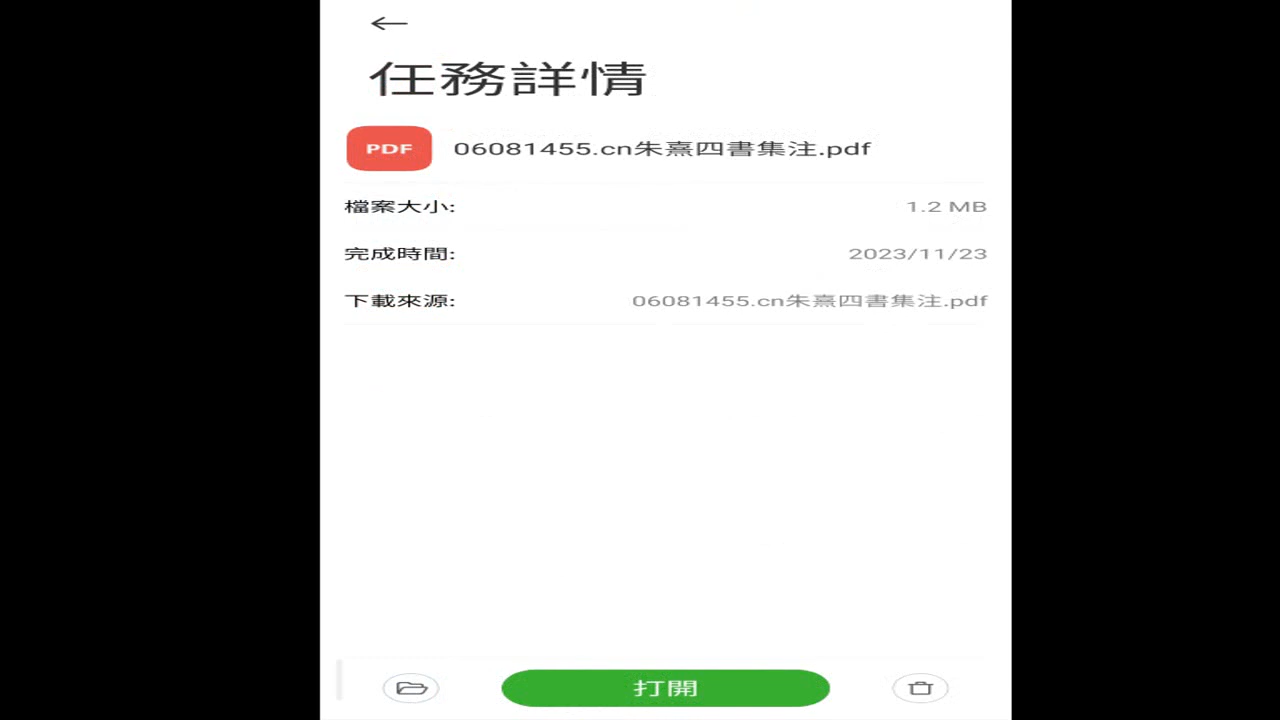 任務詳情
PDF 06081455.cn朱熹四書集注.pdf
檔案大小: 1.2 MB
完成時間: 2023/11/23
下載來源: 06081455.cn朱熹四書集注.pdf
打開